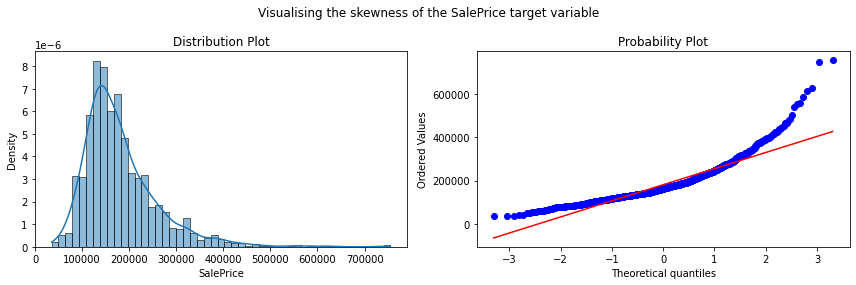 Visualising the skewness of the SalePrice target variable
Distribution Plot
1e−6
8
7
6
5
4
3
2
1
0
0 100000 200000 300000 400000 500000 600000 700000
SalePrice
Density
Probability Plot
600000
400000
200000
0
−3 −2 −1 0 1 2 3
Theoretical quantiles
Ordered Values